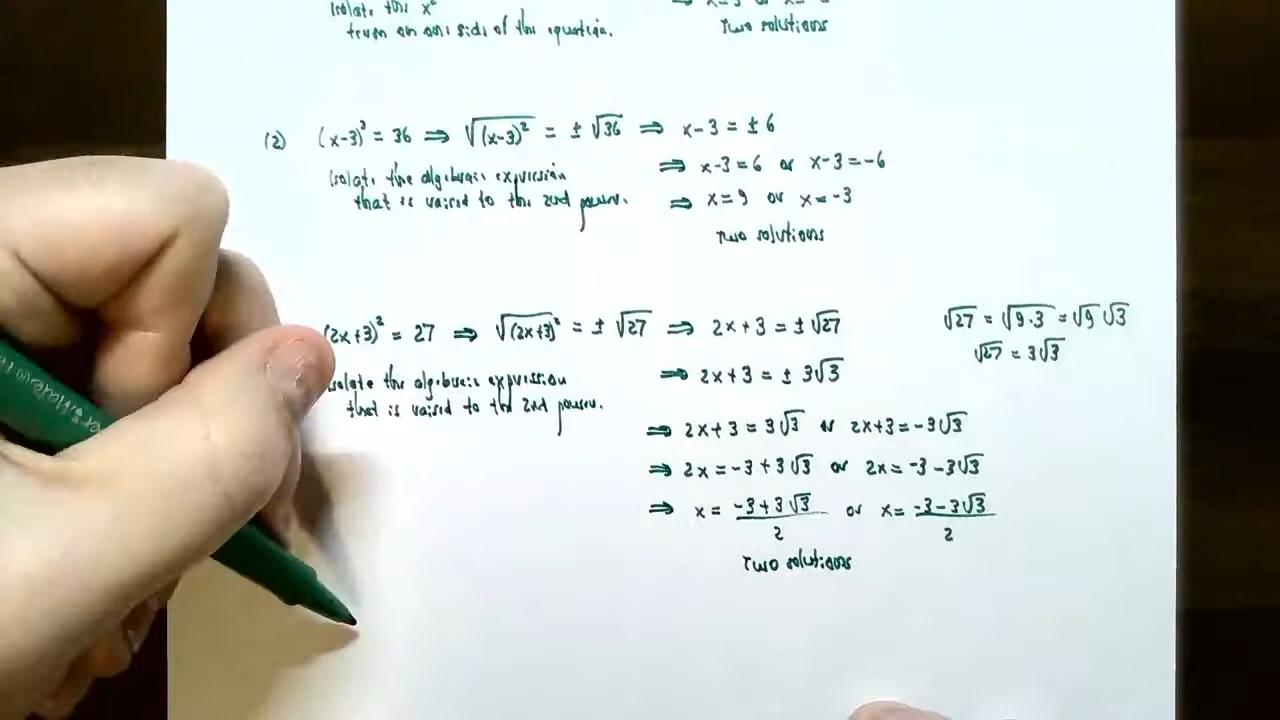 Isolate the x²
term on one side of the equation.
Two solutions
(2) (x-3)² = 36 ⇒ √(x-3)² = ± √36 ⇒ x-3 = ± 6
Isolate the algebraic expression
that is raised to the 2nd power.
⇒ x-3 = 6 or x-3 = -6
⇒ x = 9 or x = -3
Two solutions
(2x+3)² = 27 ⇒ √(2x+3)² = ± √27 ⇒ 2x+3 = ± √27
Isolate the algebraic expression
that is raised to the 2nd power.
⇒ 2x+3 = ± 3√3
⇒ 2x+3 = 3√3 or 2x+3 = -3√3
⇒ 2x = -3+3√3 or 2x = -3-3√3
⇒ x = (-3+3√3)/2 or x = (-3-3√3)/2
Two solutions
√27 = √9·3 = √9 √3
√27 = 3√3